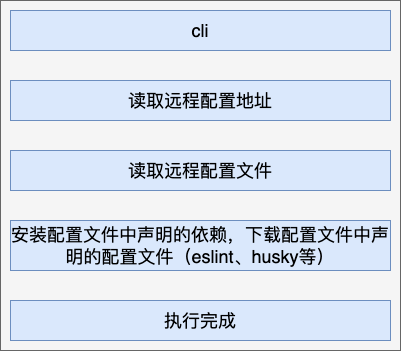 cli
读取远程配置地址
读取远程配置文件
安装配置文件中声明的依赖，下载配置文件中声
明的配置文件（eslint、husky等）
执行完成